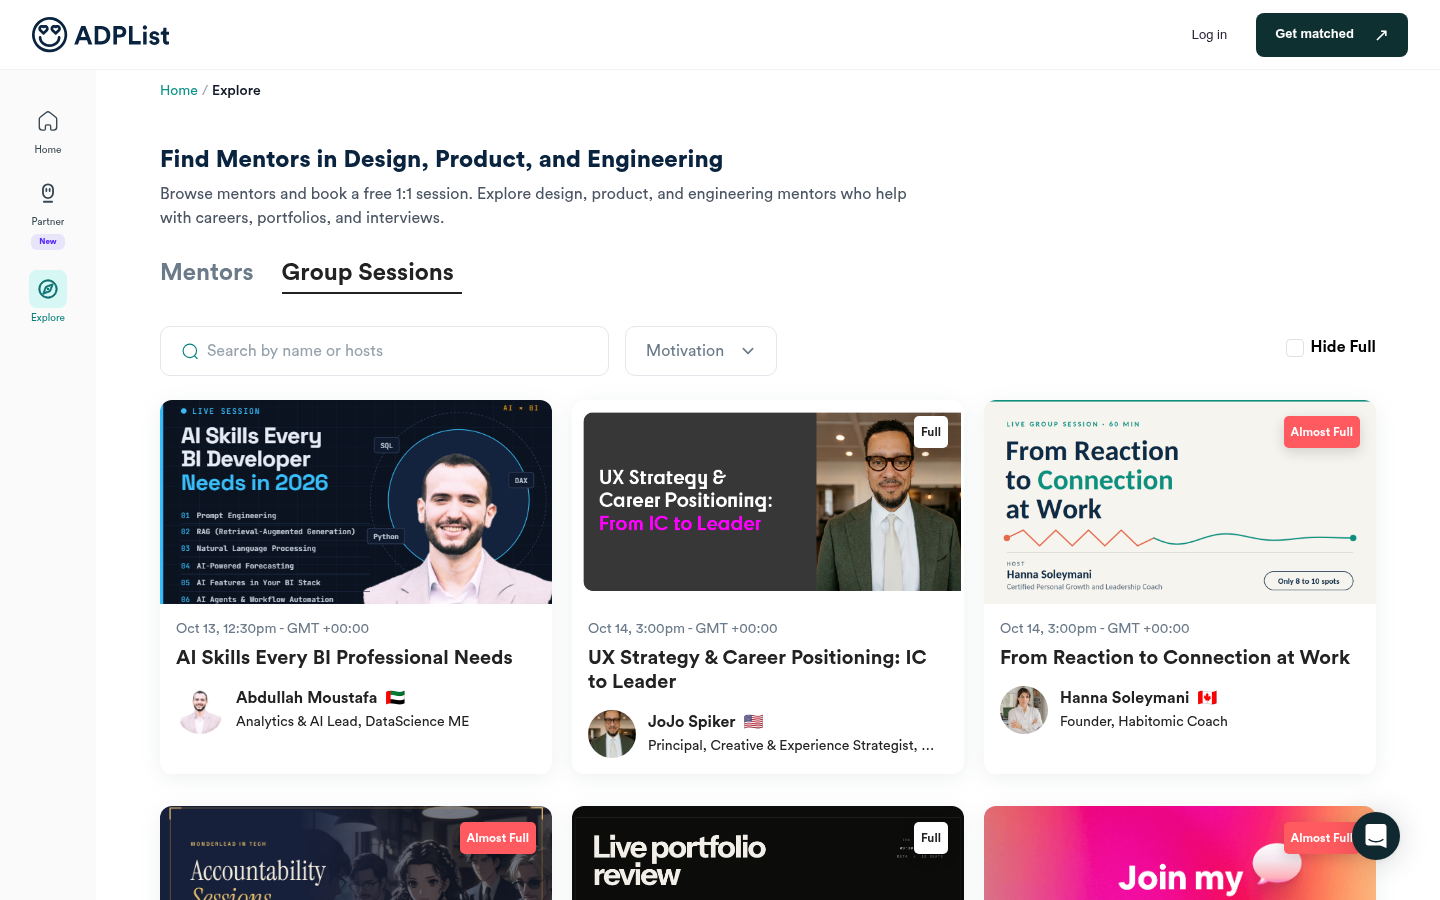 ADPList
Log in
Get matched
Home / Explore
Home
Partner
New
Explore
Find Mentors in Design, Product, and Engineering
Browse mentors and book a free 1:1 session. Explore design, product, and engineering mentors who help
with careers, portfolios, and interviews.
Mentors
Group Sessions
Search by name or hosts
Motivation
Hide Full
LIVE SESSION
AI × BI
AI Skills Every
BI Developer
Needs in 2026
SQL
DAX
Python
01 Prompt Engineering
02 RAG (Retrieval-Augmented Generation)
03 Natural Language Processing
04 AI-Powered Forecasting
05 AI Features in Your BI Stack
06 AI Agents & Workflow Automation
Oct 13, 12:30pm - GMT +00:00
AI Skills Every BI Professional Needs
Abdullah Moustafa
Analytics & AI Lead, DataScience ME
Full
UX Strategy &
Career Positioning:
From IC to Leader
Oct 14, 3:00pm - GMT +00:00
UX Strategy & Career Positioning: IC
to Leader
JoJo Spiker
Principal, Creative & Experience Strategist, ...
LIVE GROUP SESSION · 60 MIN
Almost Full
From Reaction
to Connection
at Work
HOST
Hanna Soleymani
Certified Personal Growth and Leadership Coach
Only 8 to 10 spots
Oct 14, 3:00pm - GMT +00:00
From Reaction to Connection at Work
Hanna Soleymani
Founder, Habitomic Coach
Almost Full
WONDERLEAD IN TECH
Accountability
Sessions
Full
Live portfolio
review
Almost Full
Join my